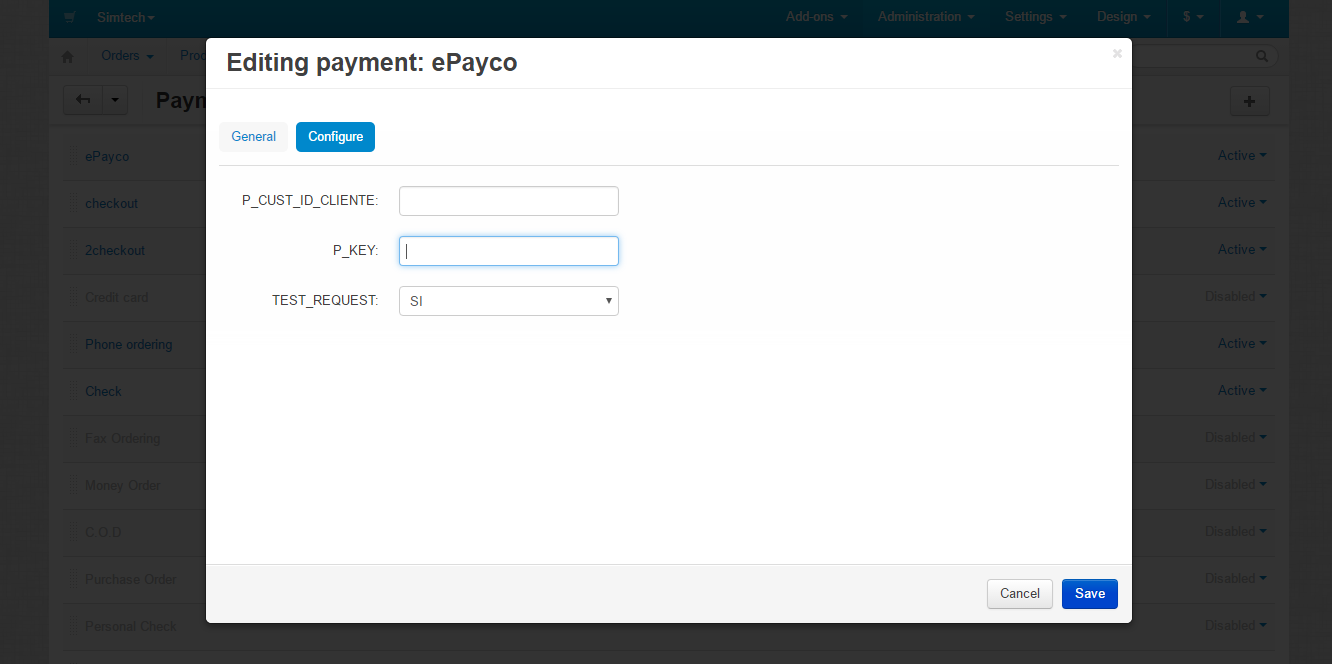 Simtech
Add-ons
Administration
Settings
Design
$
Orders
Proc
Paym
Editing payment: ePayco
×
General
Configure
P_CUST_ID_CLIENTE:
P_KEY:
TEST_REQUEST:
SI
Cancel
Save
ePayco
Active
checkout
Active
2checkout
Active
Credit card
Disabled
Phone ordering
Active
Check
Active
Fax Ordering
Disabled
Money Order
Disabled
C.O.D
Disabled
Purchase Order
Disabled
Personal Check
Disabled